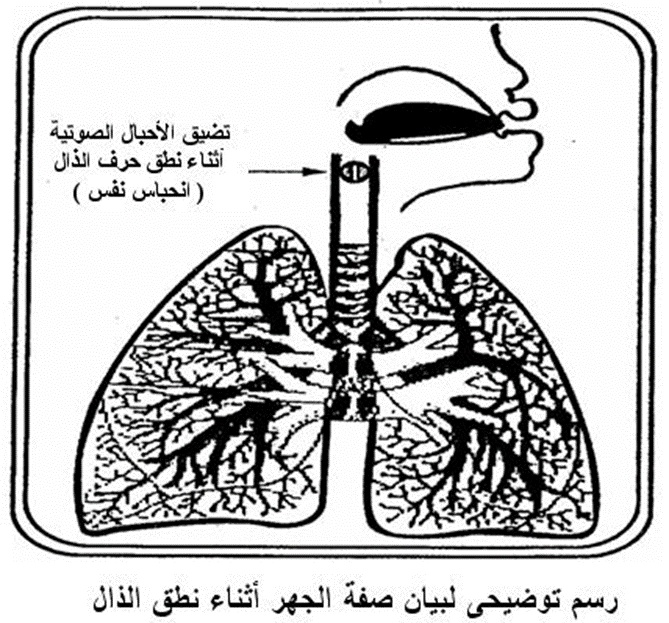 تضيق الأحبال الصوتية
أثناء نطق حرف الذال
( انحباس نفس )
رسم توضيحى لبيان صفة الجهر أثناء نطق الذال